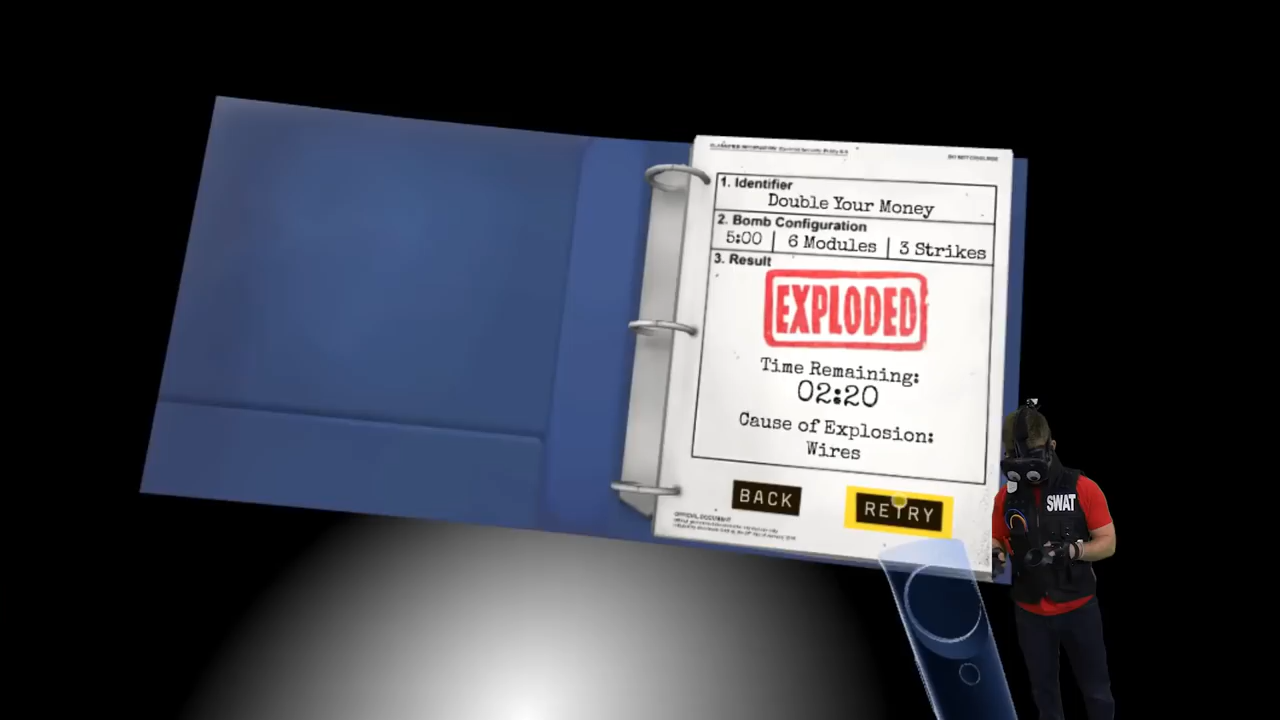 1. Identifier
Double Your Money
2. Bomb Configuration
5:00 | 6 Modules | 3 Strikes
3. Result
EXPLODED
Time Remaining:
02:20
Cause of Explosion:
Wires
BACK
RETRY
SWAT